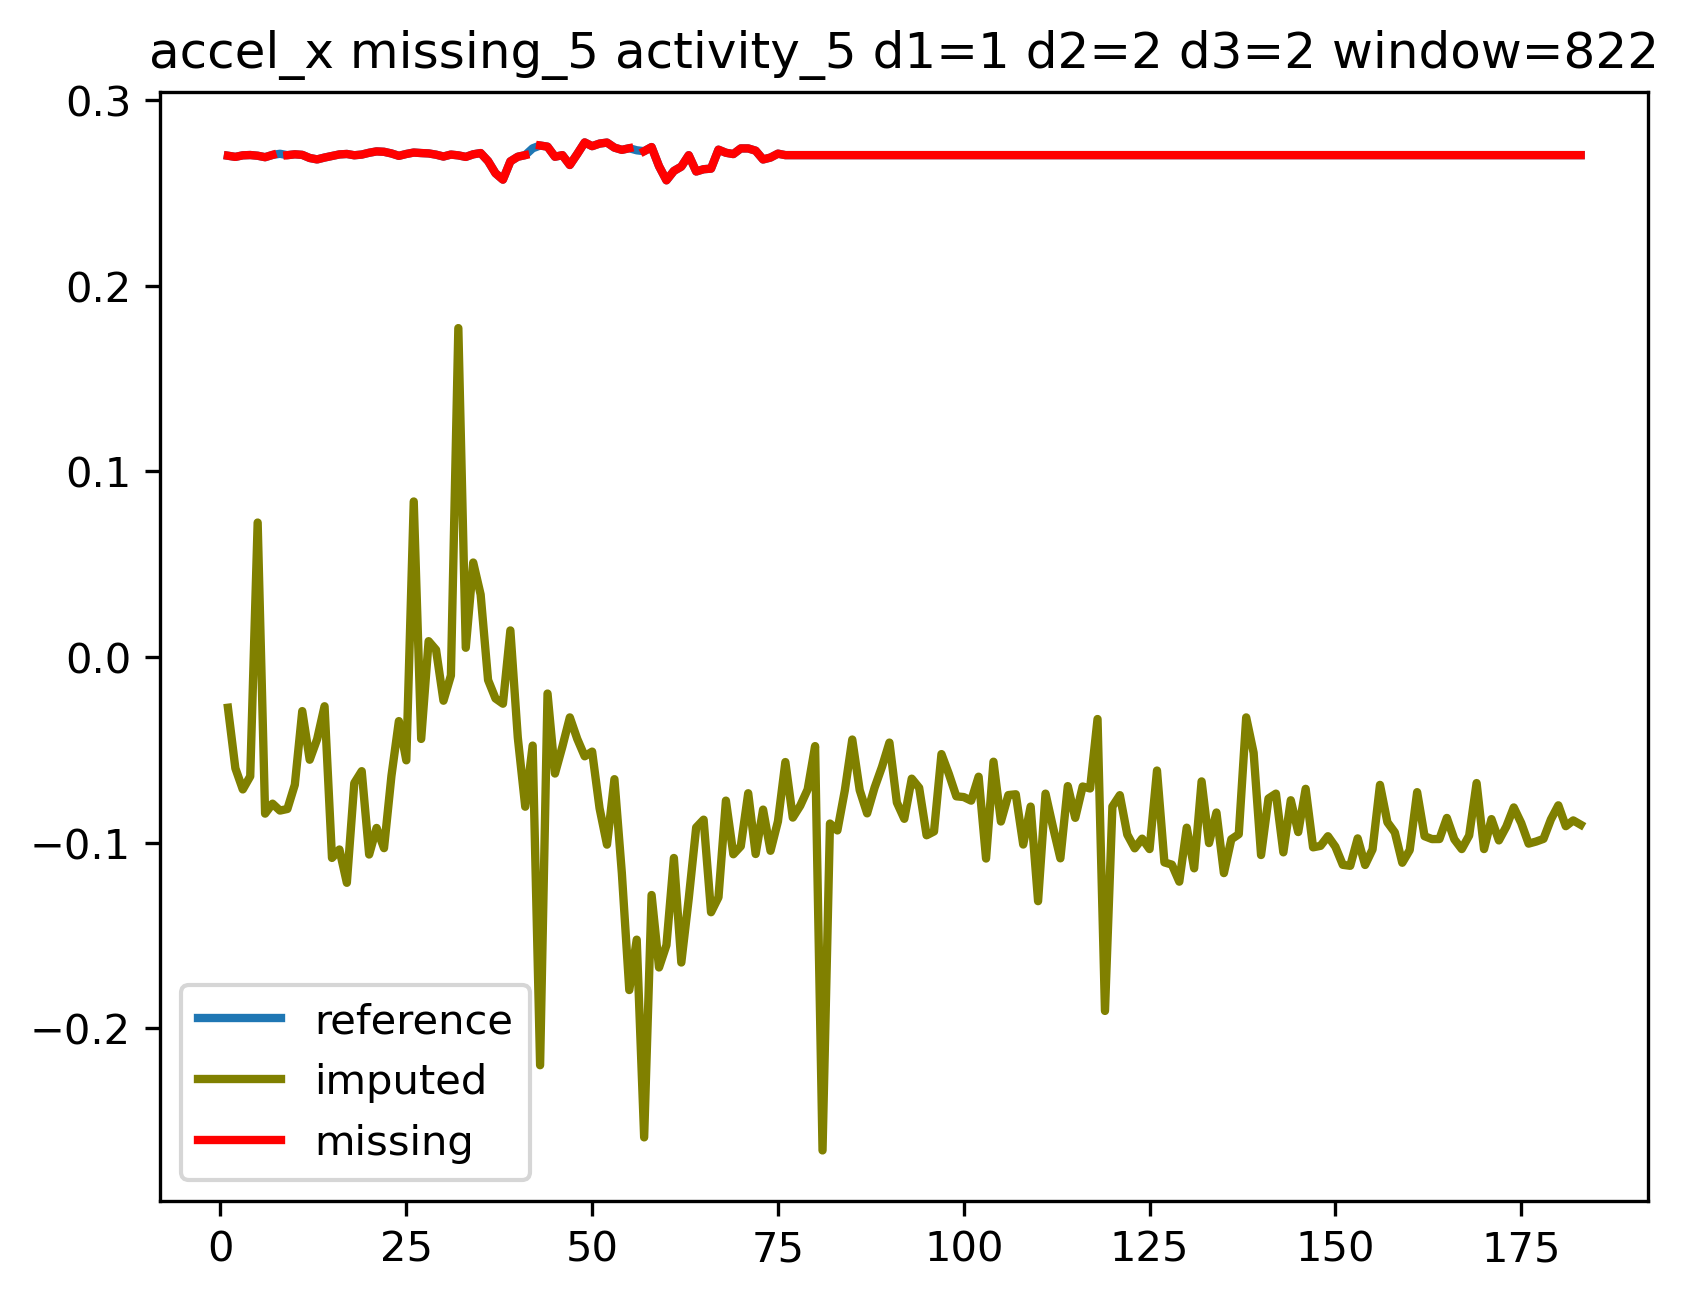 accel_x missing_5 activity_5 d1=1 d2=2 d3=2 window=822
0.3
0.2
0.1
0.0
−0.1
−0.2
reference
imputed
missing
0 25 50 75 100 125 150 175